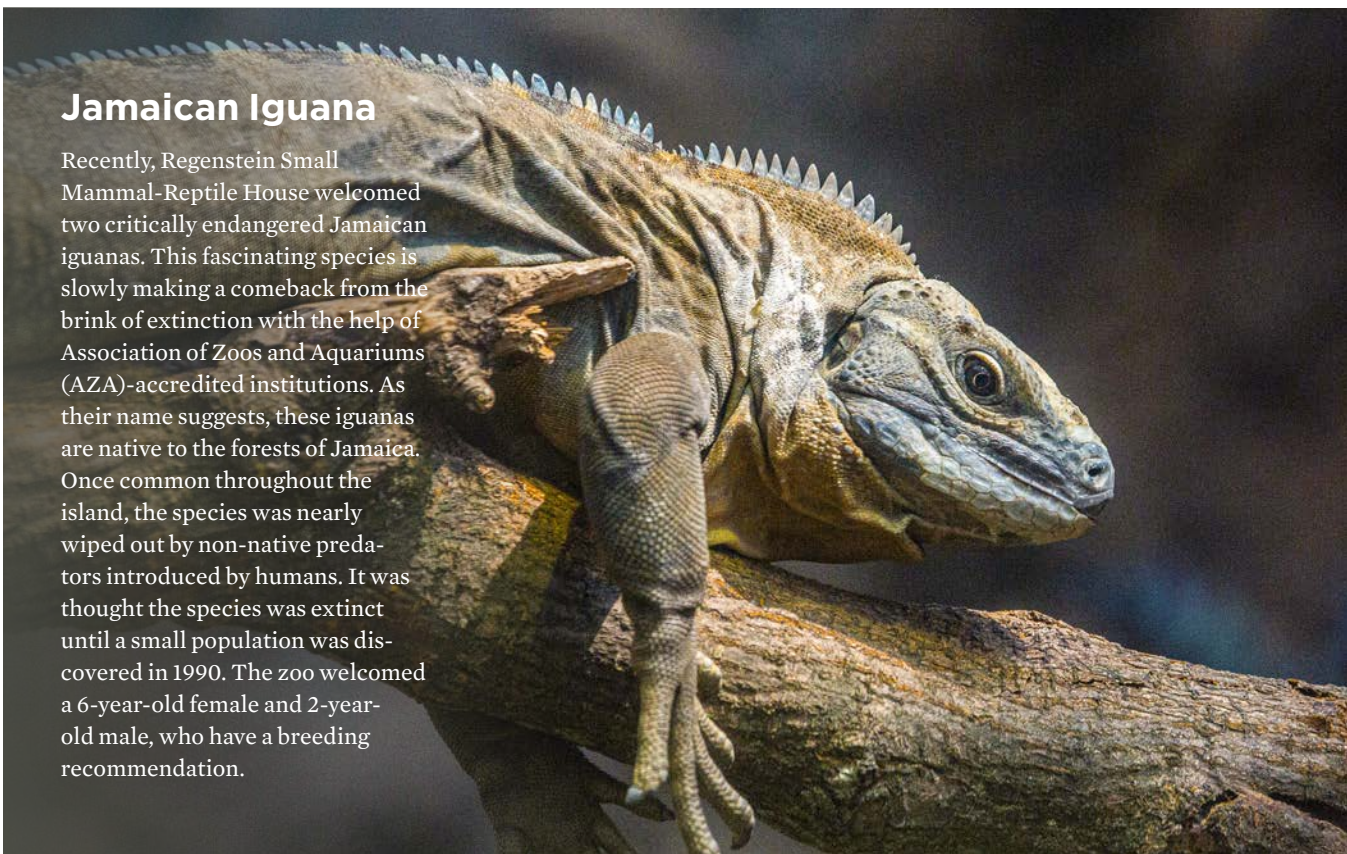 Jamaican Iguana
Recently, Regenstein Small
Mammal-Reptile House welcomed
two critically endangered Jamaican
iguanas. This fascinating species is
slowly making a comeback from the
brink of extinction with the help of
Association of Zoos and Aquariums
(AZA)-accredited institutions. As
their name suggests, these iguanas
are native to the forests of Jamaica.
Once common throughout the
island, the species was nearly
wiped out by non-native preda-
tors introduced by humans. It was
thought the species was extinct
until a small population was dis-
covered in 1990. The zoo welcomed
a 6-year-old female and 2-year-
old male, who have a breeding
recommendation.